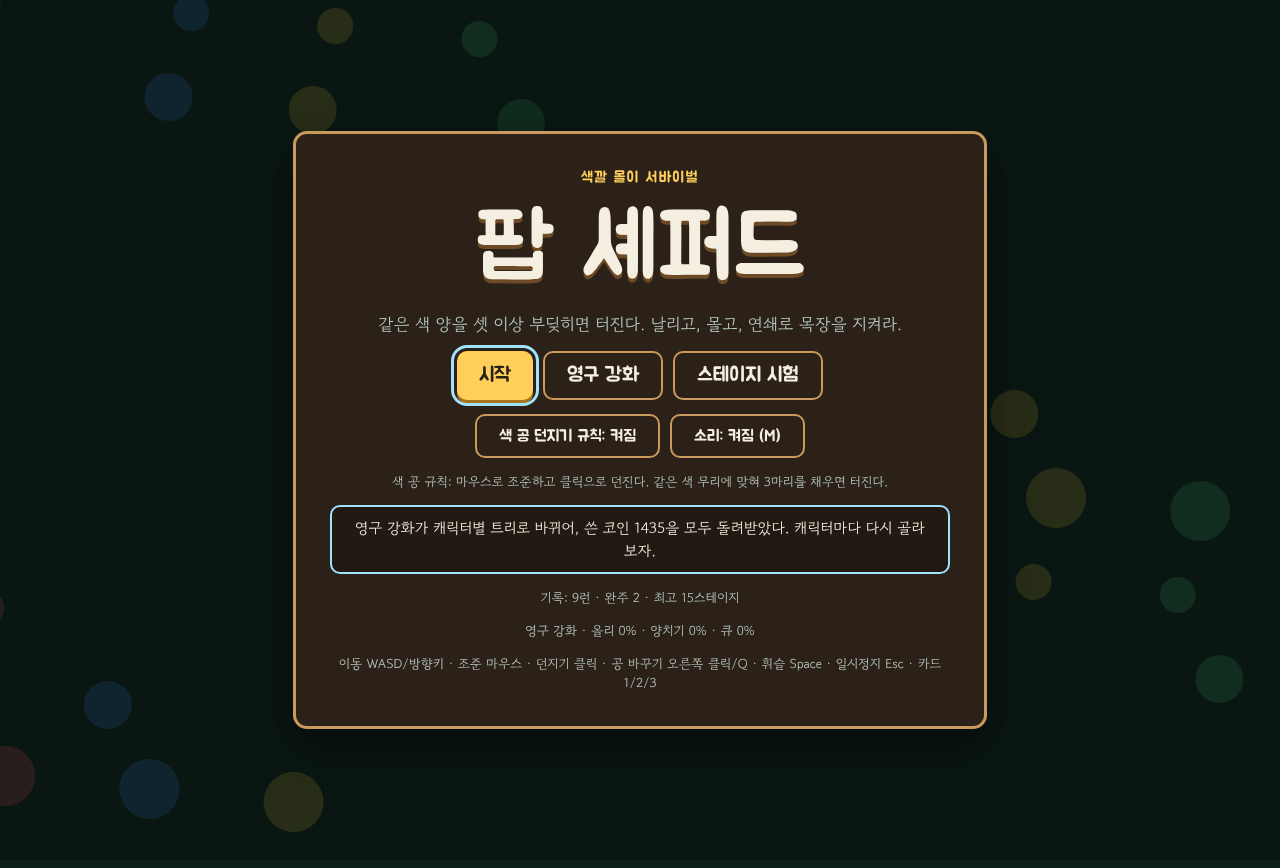 색깔 몰이 서바이벌
팝 셰퍼드
같은 색 양을 셋 이상 부딪히면 터진다. 날리고, 몰고, 연쇄로 목장을 지켜라.
시작
영구 강화
스테이지 시험
색 공 던지기 규칙: 켜짐
소리: 켜짐 (M)
색 공 규칙: 마우스로 조준하고 클릭으로 던진다. 같은 색 무리에 맞혀 3마리를 채우면 터진다.
영구 강화가 캐릭터별 트리로 바뀌어, 쓴 코인 1435을 모두 돌려받았다. 캐릭터마다 다시 골라
보자.
기록: 9런 · 완주 2 · 최고 15스테이지
영구 강화 · 올리 0% · 양치기 0% · 큐 0%
이동 WASD/방향키 · 조준 마우스 · 던지기 클릭 · 공 바꾸기 오른쪽 클릭/Q · 휘슬 Space · 일시정지 Esc · 카드
1/2/3